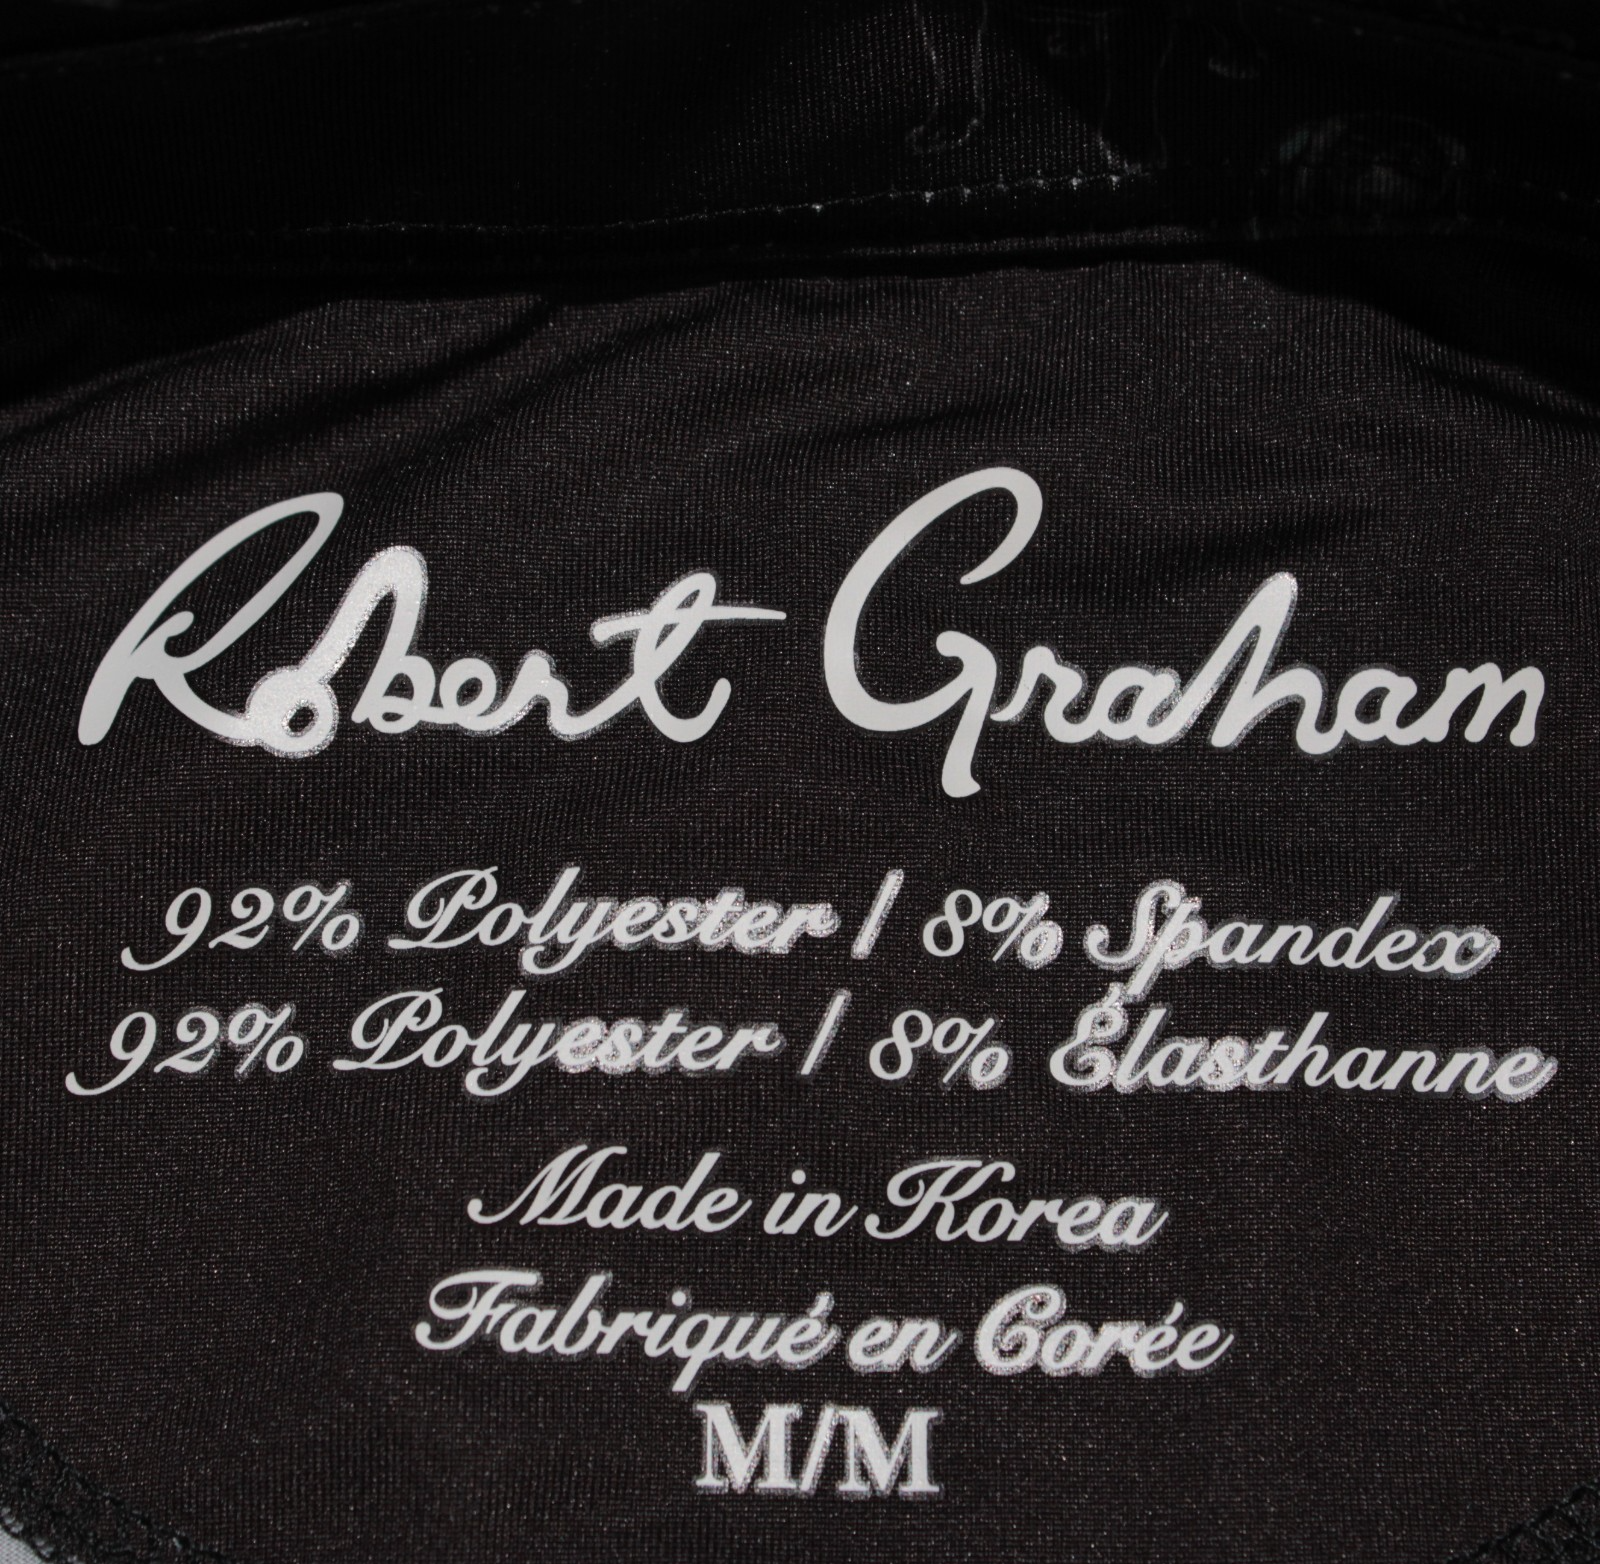 Robert Graham
92% Polyester / 8% Spandex
92% Polyester / 8% Élasthanne
Made in Korea
Fabriqué en Corée
M/M